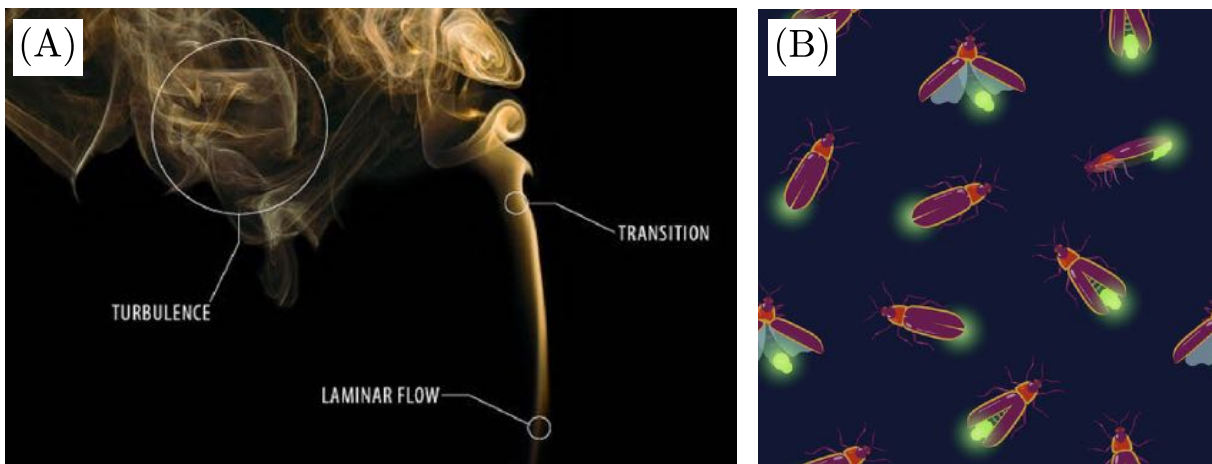 (A)
TURBULENCE
TRANSITION
LAMINAR FLOW
(B)